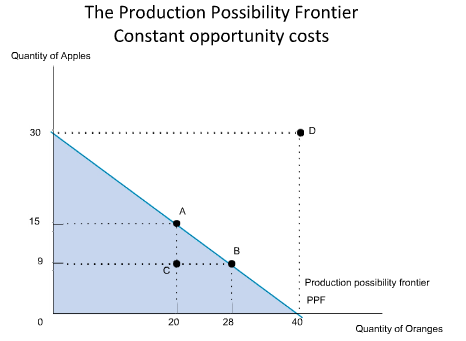 The Production Possibility Frontier
Constant opportunity costs
Quantity of Apples
30
D
A
15
B
9
C
Production possibility frontier
PPF
0
20
28
40
Quantity of Oranges